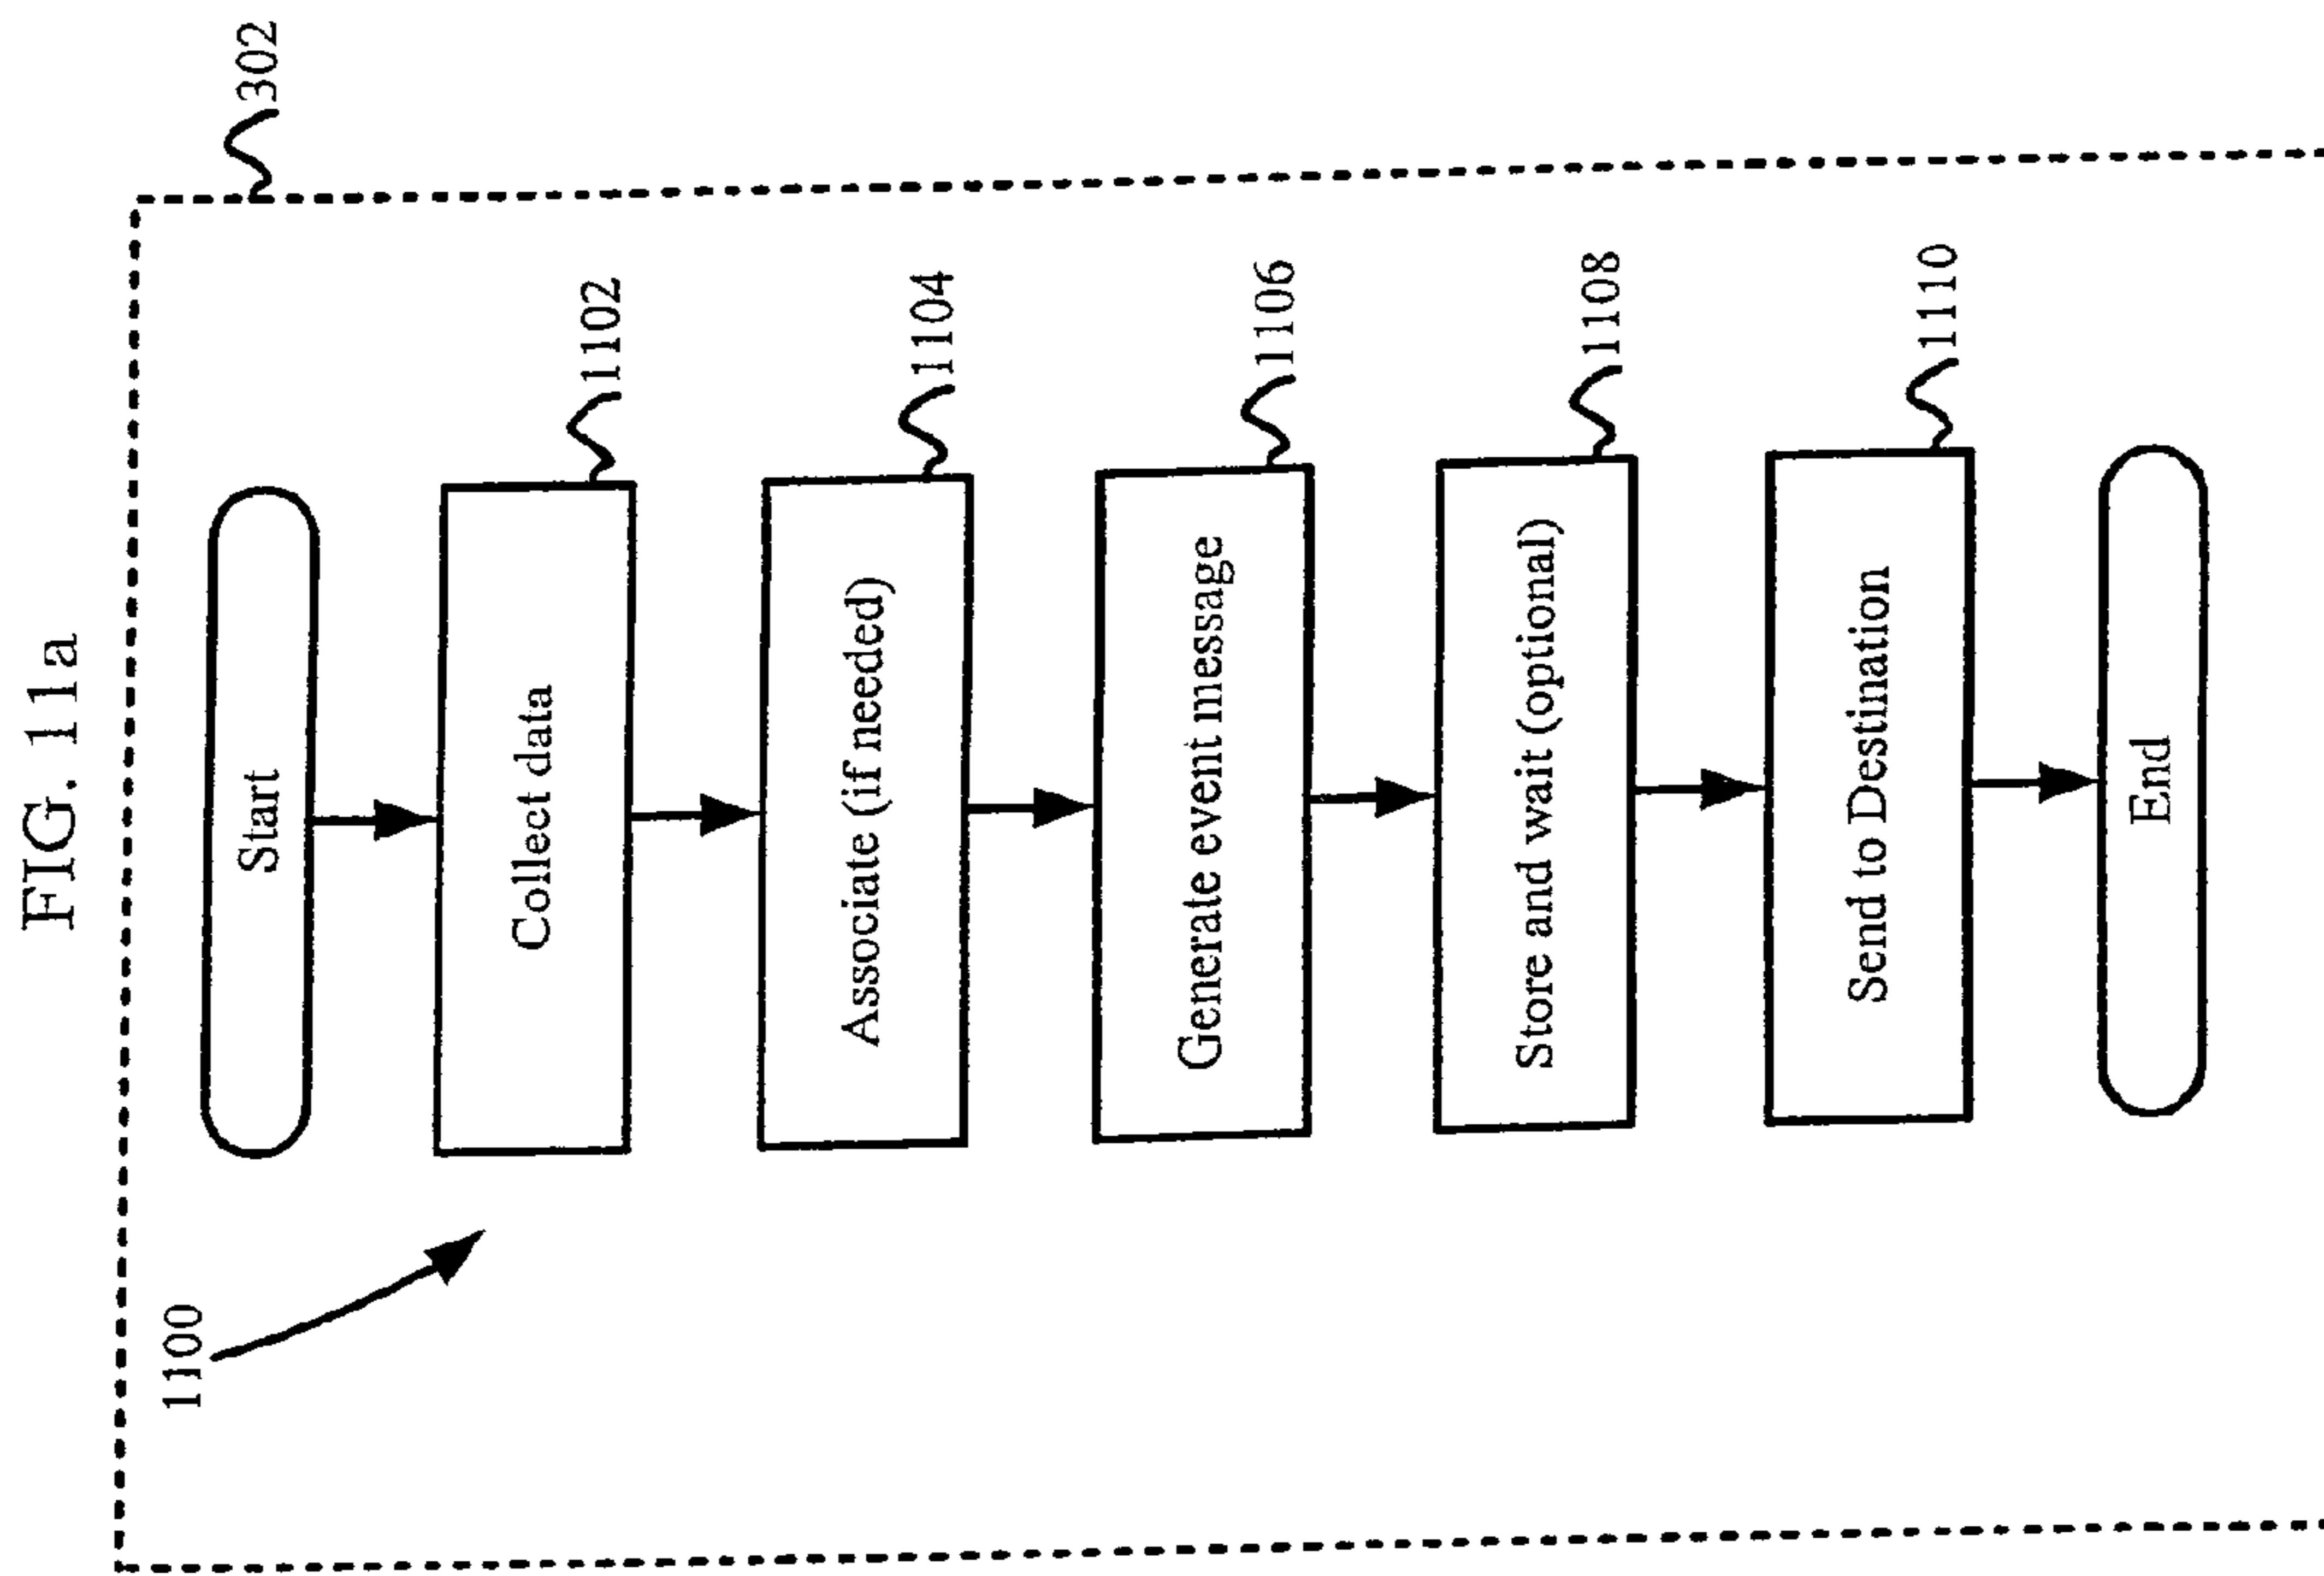 FIG. 11a
302
1100
Start
Collect data
1102
Associate (if needed)
1104
Generate event message
1106
Store and wait (optional)
1108
Send to Destination
1110
End